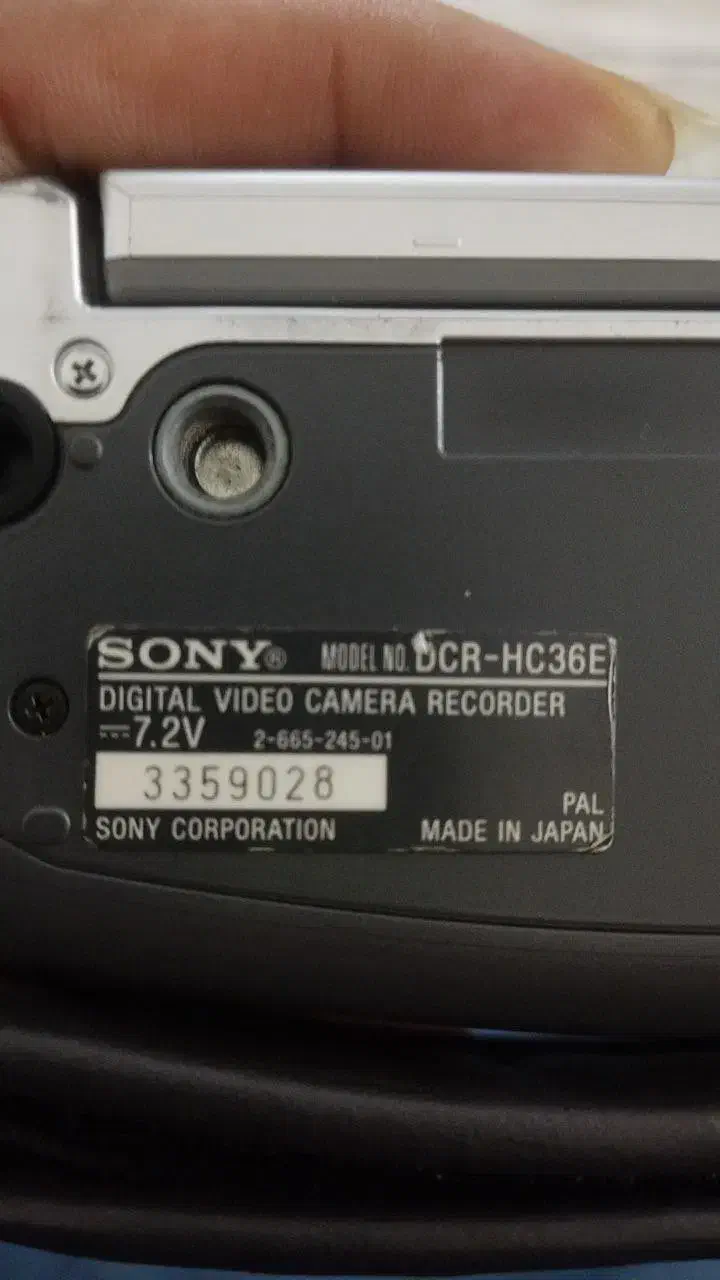 SONY® MODEL NO. DCR-HC36E
DIGITAL VIDEO CAMERA RECORDER
⎓7.2V 2-665-245-01
3359028
PAL
SONY CORPORATION MADE IN JAPAN